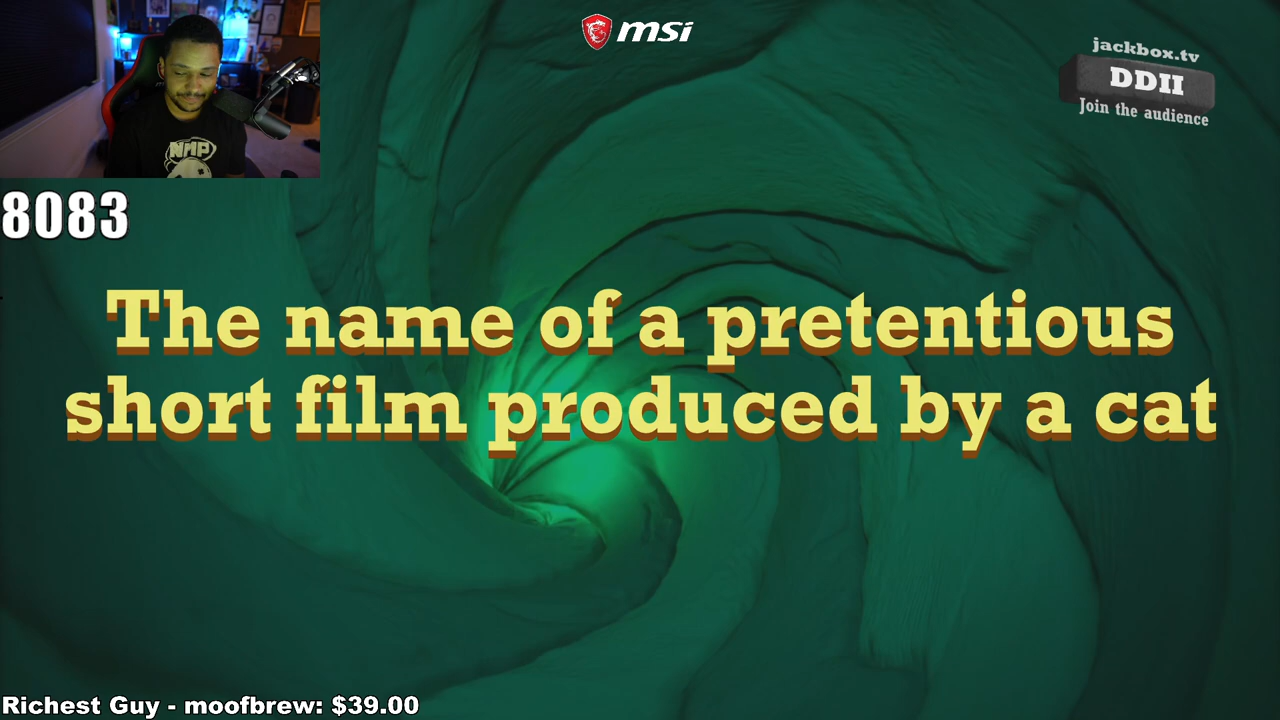 msi
jackbox.tv
DDII
Join the audience
NMP
8083
The name of a pretentious
short film produced by a cat
Richest Guy - moofbrew: $39.00